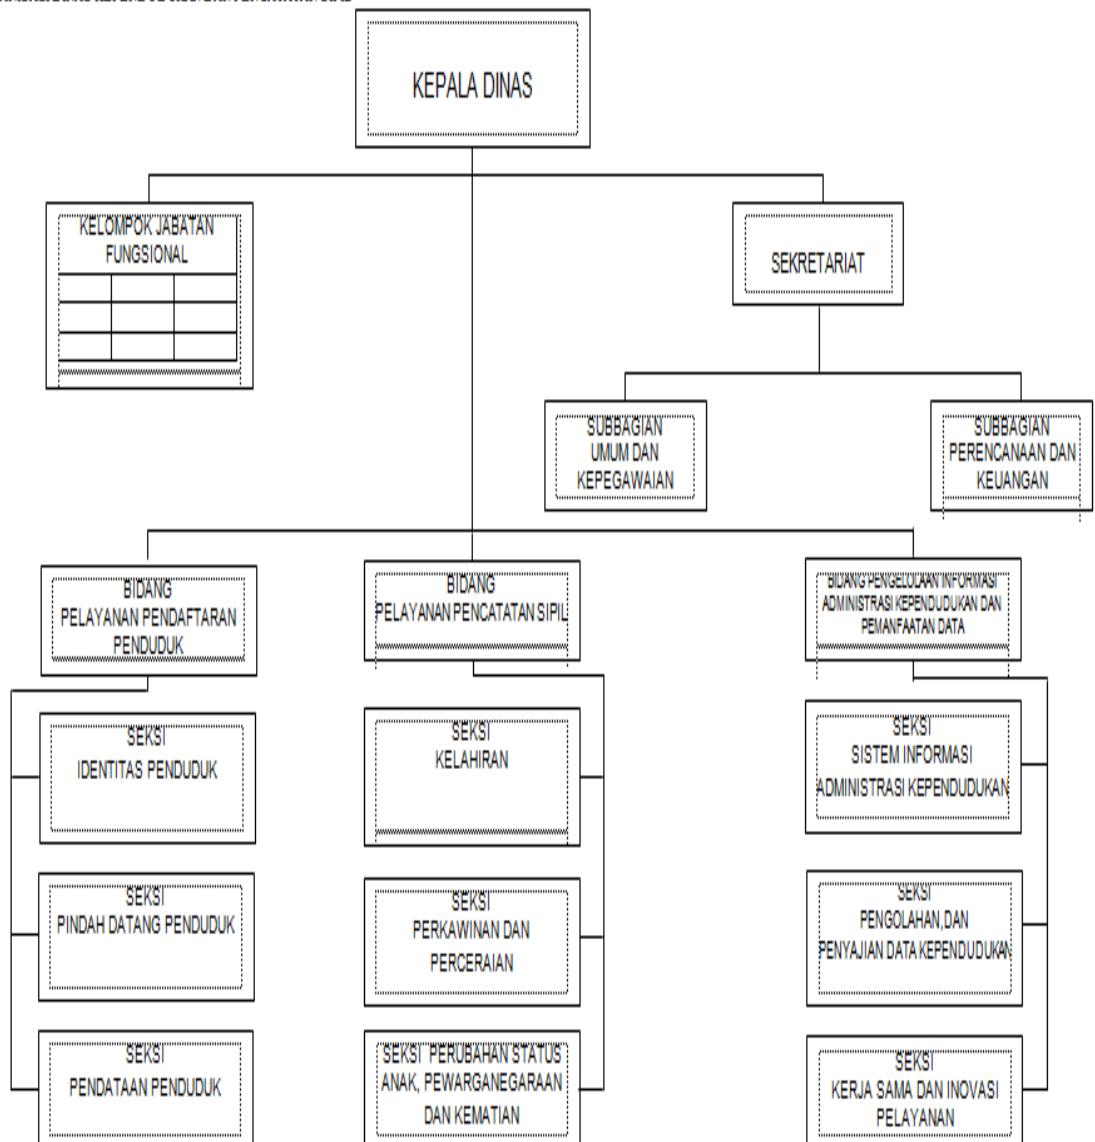 KEPALA DINAS
KELOMPOK JABATAN
FUNGSIONAL
SEKRETARIAT
SUBBAGIAN
UMUM DAN
KEPEGAWAIAN
SUBBAGIAN
PERENCANAAN DAN
KEUANGAN
BIDANG
PELAYANAN PENDAFTARAN
PENDUDUK
BIDANG
PELAYANAN PENCATATAN SIPIL
BIDANG PENGELOLAAN INFORMASI
ADMINISTRASI KEPENDUDUKAN DAN
PEMANFAATAN DATA
SEKSI
IDENTITAS PENDUDUK
SEKSI
KELAHIRAN
SEKSI
SISTEM INFORMASI
ADMINISTRASI KEPENDUDUKAN
SEKSI
PINDAH DATANG PENDUDUK
SEKSI
PERKAWINAN DAN
PERCERAIAN
SEKSI
PENGOLAHAN,DAN
PENYAJIAN DATA KEPENDUDUKAN
SEKSI
PENDATAAN PENDUDUK
SEKSI PERUBAHAN STATUS
ANAK, PEWARGANEGARAAN
DAN KEMATIAN
SEKSI
KERJA SAMA DAN INOVASI
PELAYANAN